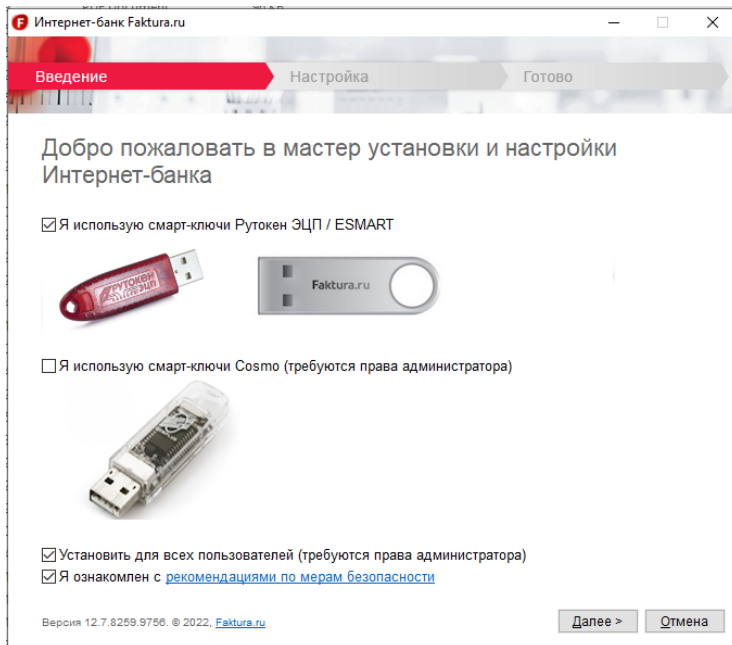 Интернет-банк Faktura.ru
Введение
Настройка
Готово
Добро пожаловать в мастер установки и настройки
Интернет-банка
Я использую смарт-ключи Рутокен ЭЦП / ESMART
РУТОКЕН
ЭЦП
Faktura.ru
Я использую смарт-ключи Cosmo (требуются права администратора)
Установить для всех пользователей (требуются права администратора)
Я ознакомлен с рекомендациями по мерам безопасности
Версия 12.7.8259.9756. © 2022, Faktura.ru
Далее >
Отмена